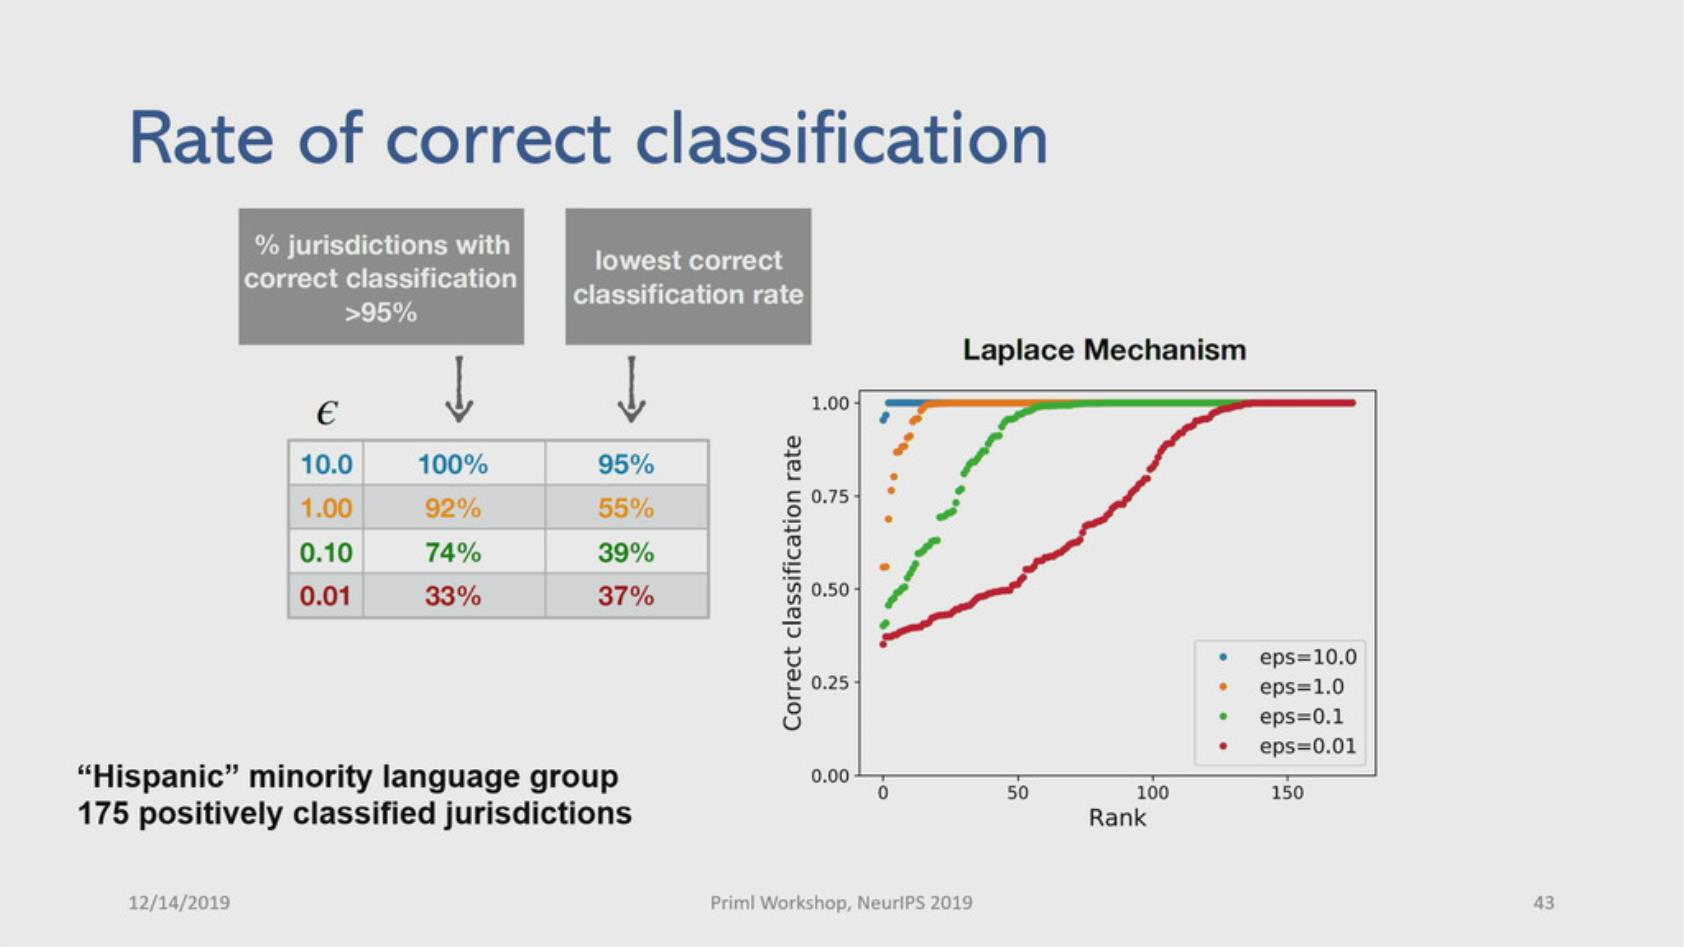 Rate of correct classification
% jurisdictions with
correct classification
>95%
lowest correct
classification rate
ϵ
10.0 100% 95%
1.00 92% 55%
0.10 74% 39%
0.01 33% 37%
Laplace Mechanism
Correct classification rate
1.00
0.75
0.50
0.25
0.00
0 50 100 150
Rank
eps=10.0
eps=1.0
eps=0.1
eps=0.01
“Hispanic” minority language group
175 positively classified jurisdictions
12/14/2019 Priml Workshop, NeurIPS 2019 43